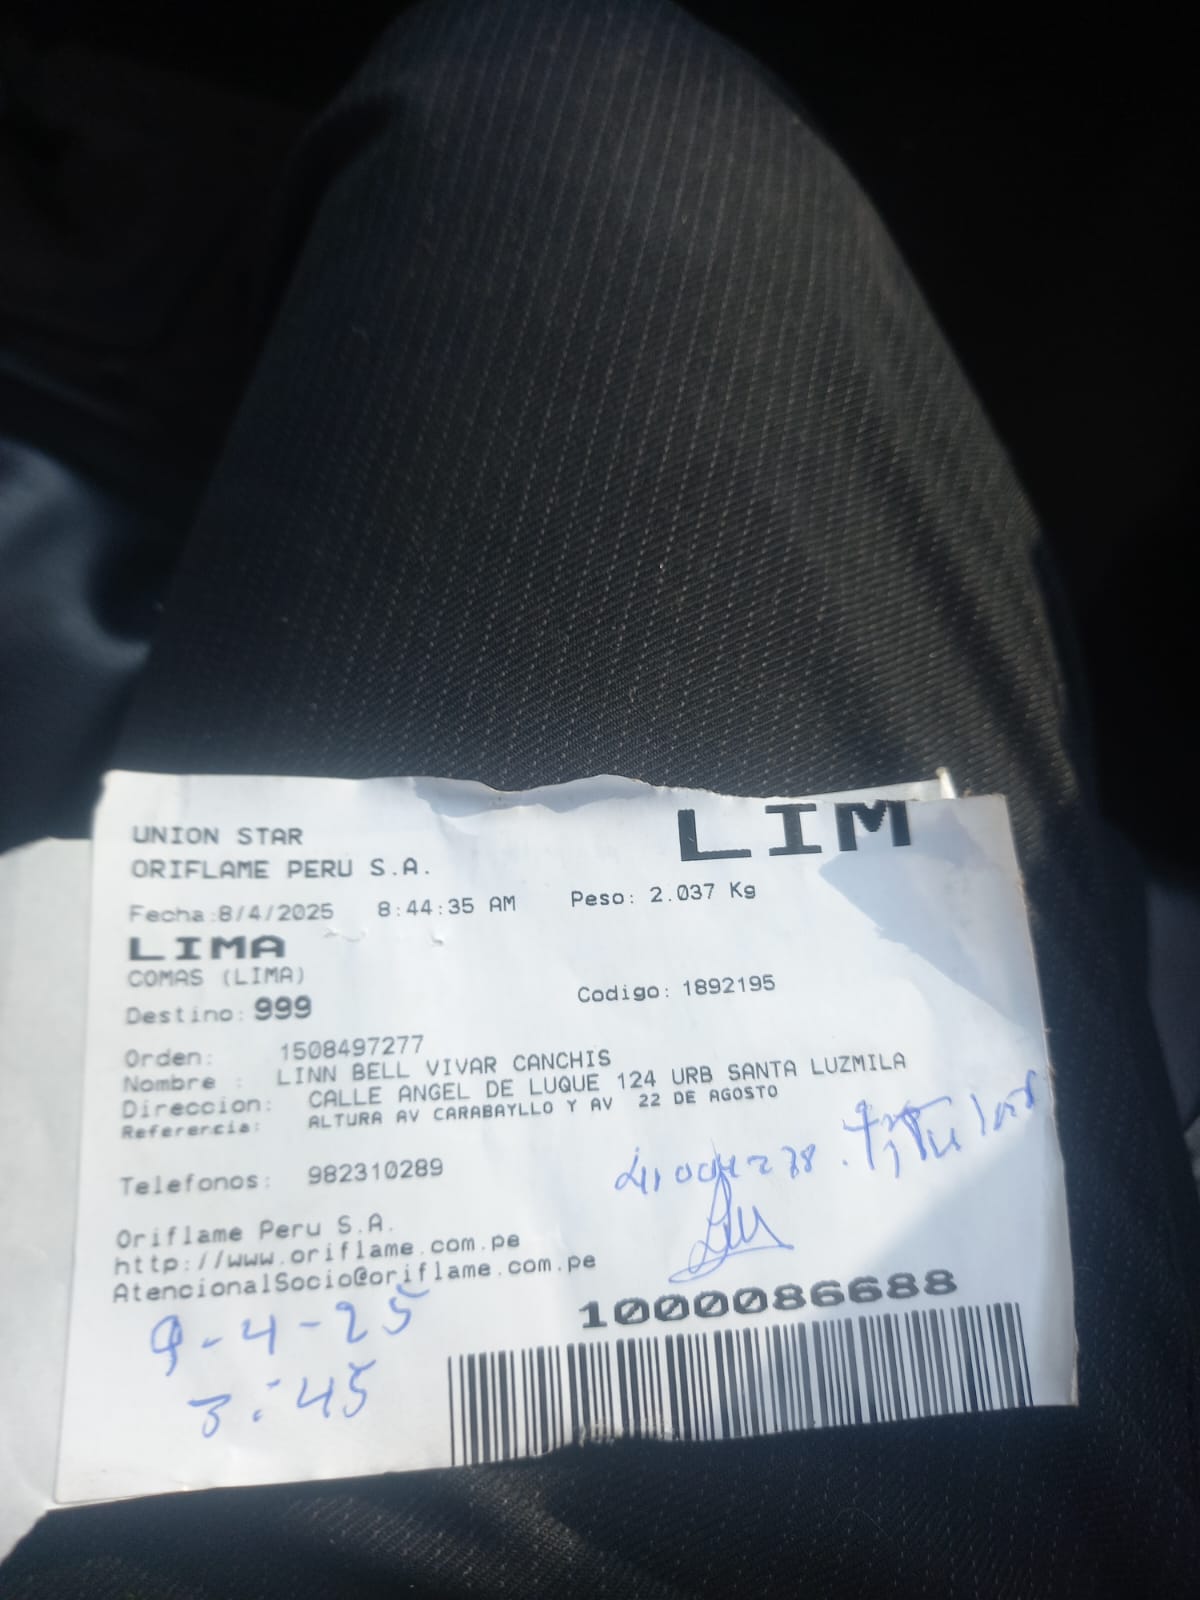 UNION STAR
LIM
ORIFLAME PERU S.A.
Fecha:8/4/2025 8:44:35 AM Peso: 2.037 Kg
LIMA
COMAS (LIMA)
Destino: 999 Codigo: 1892195
Orden: 1508497277
Nombre : LINN BELL VIVAR CANCHIS
Direccion: CALLE ANGEL DE LUQUE 124 URB SANTA LUZMILA
Referencia: ALTURA AV CARABAYLLO Y AV 22 DE AGOSTO
Telefonos: 982310289
Oriflame Peru S.A.
http://www.oriflame.com.pe
AtencionalSocio@oriflame.com.pe
1000086688
9-4-25
3:45